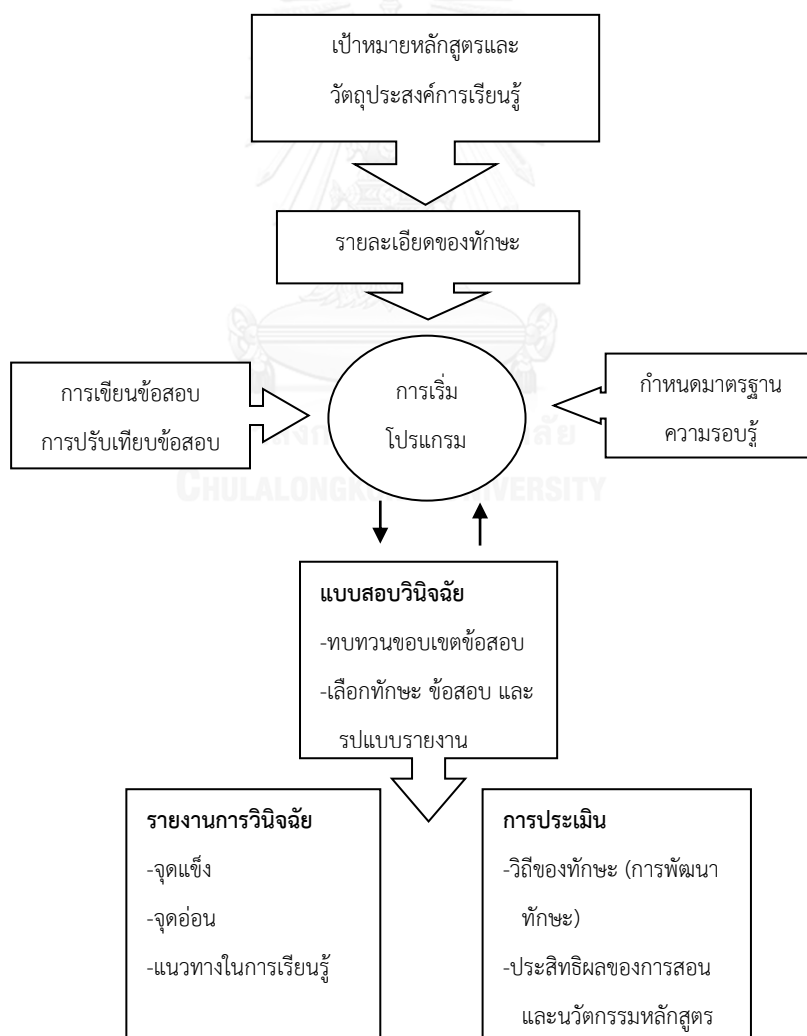 เป้าหมายหลักสูตรและ
วัตถุประสงค์การเรียนรู้
รายละเอียดของทักษะ
การเขียนข้อสอบ
การปรับเทียบข้อสอบ
การเริ่ม
โปรแกรม
กำหนดมาตรฐาน
ความรอบรู้
CHULALONGKORN UNIVERSITY
แบบสอบวินิจฉัย
-ทบทวนขอบเขตข้อสอบ
-เลือกทักษะ ข้อสอบ และ
รูปแบบรายงาน
รายงานการวินิจฉัย
-จุดแข็ง
-จุดอ่อน
-แนวทางในการเรียนรู้
การประเมิน
-วิถีของทักษะ (การพัฒนา
ทักษะ)
-ประสิทธิผลของการสอน
และนวัตกรรมหลักสูตร